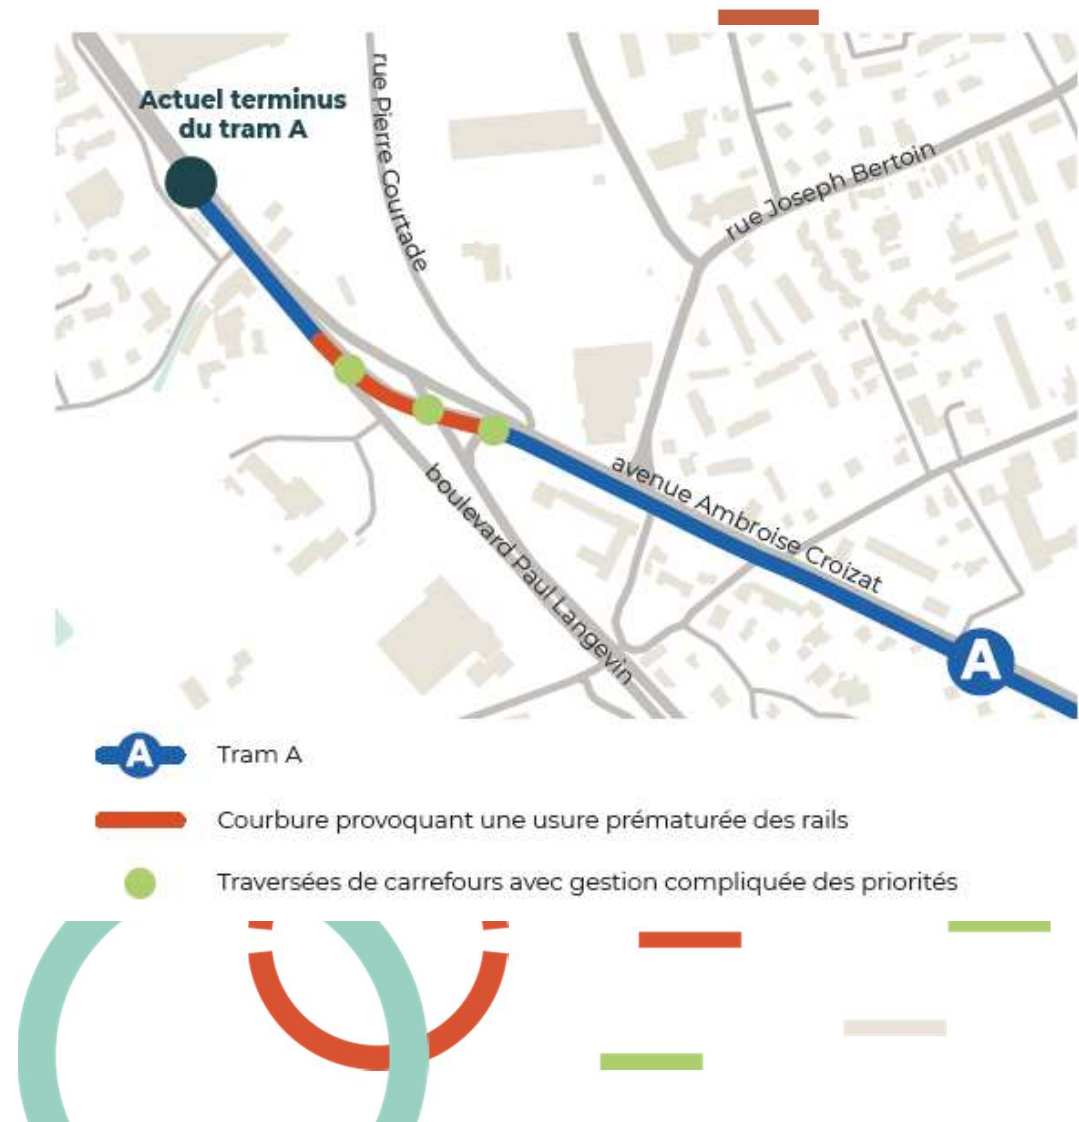 Actuel terminus
du tram A
rue Pierre Courtade
rue Joseph Bertoin
avenue Ambroise Croizat
boulevard Paul Langevin
A
A
Tram A
Courbure provoquant une usure prématurée des rails
Traversées de carrefours avec gestion compliquée des priorités